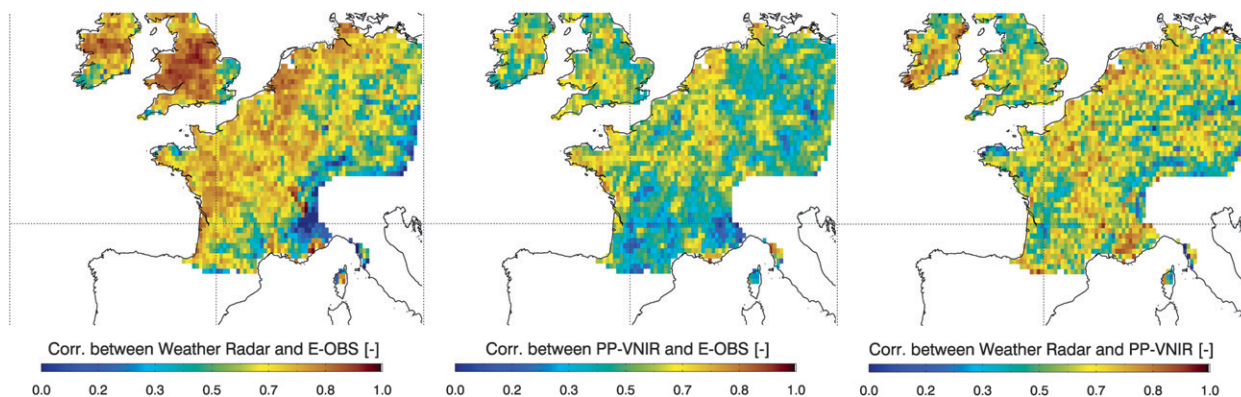 Corr. between Weather Radar and E-OBS [-]
0.0 0.2 0.3 0.5 0.7 0.8 1.0
Corr. between PP-VNIR and E-OBS [-]
0.0 0.2 0.3 0.5 0.7 0.8 1.0
Corr. between Weather Radar and PP-VNIR [-]
0.0 0.2 0.3 0.5 0.7 0.8 1.0